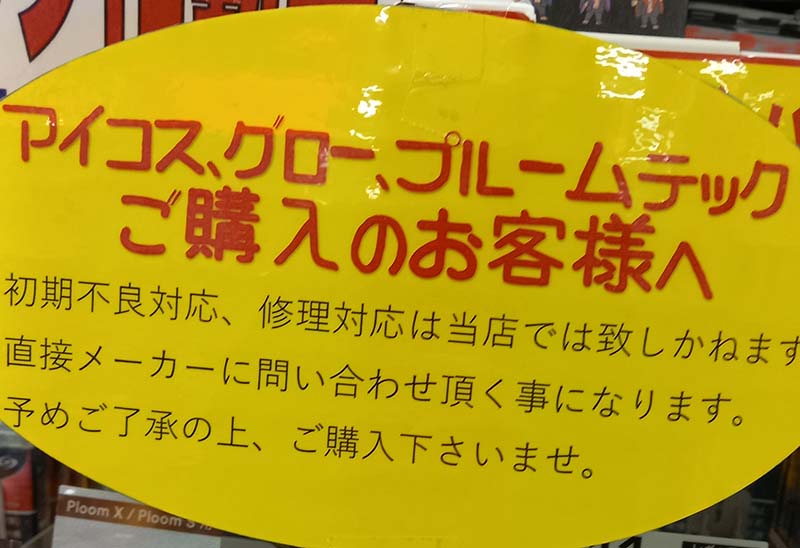 アイコス、グロー、プルームテック
ご購入のお客様へ
初期不良対応、修理対応は当店では致しかねます
直接メーカーに問い合わせ頂く事になります。
予めご了承の上、ご購入下さいませ。
Ploom X / Ploom S